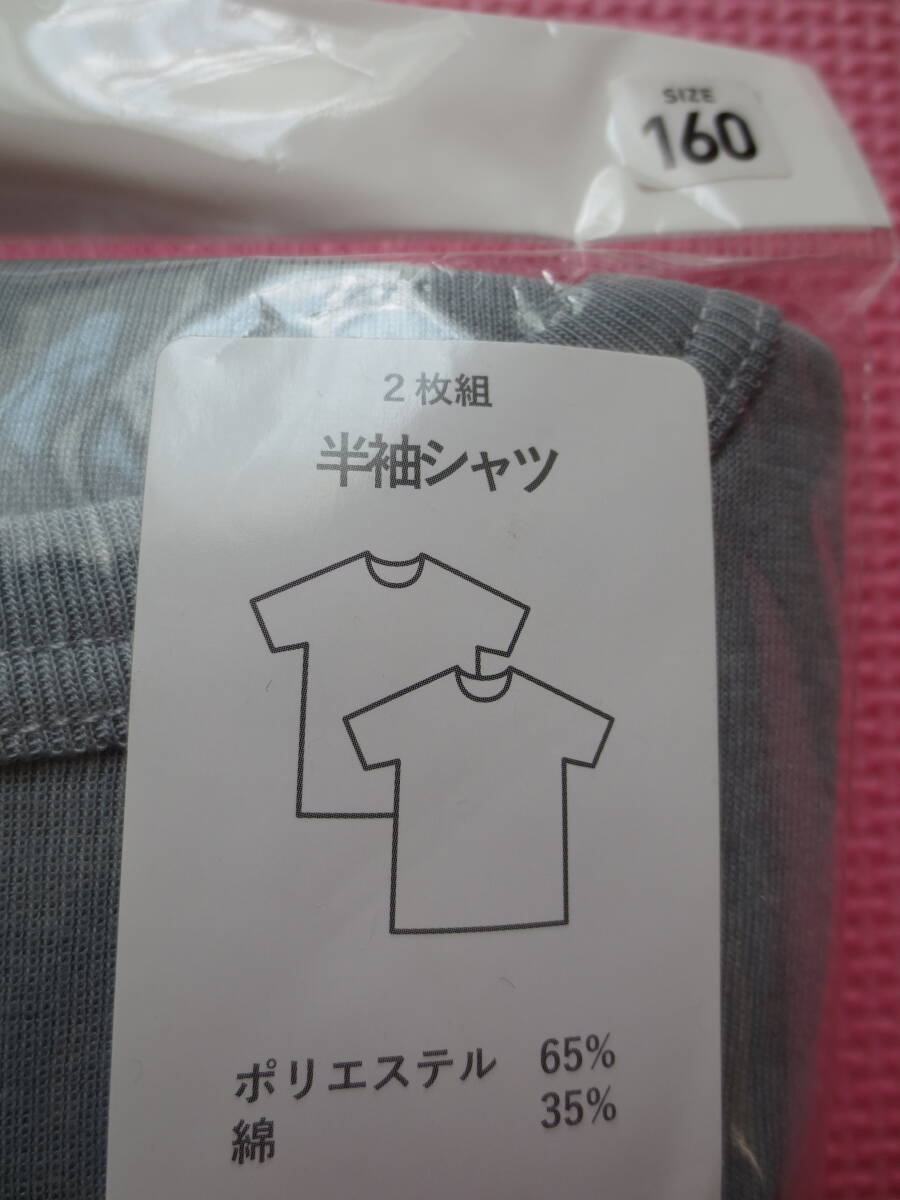 SIZE
160
2枚組
半袖シャツ
ポリエステル 65%
綿 35%